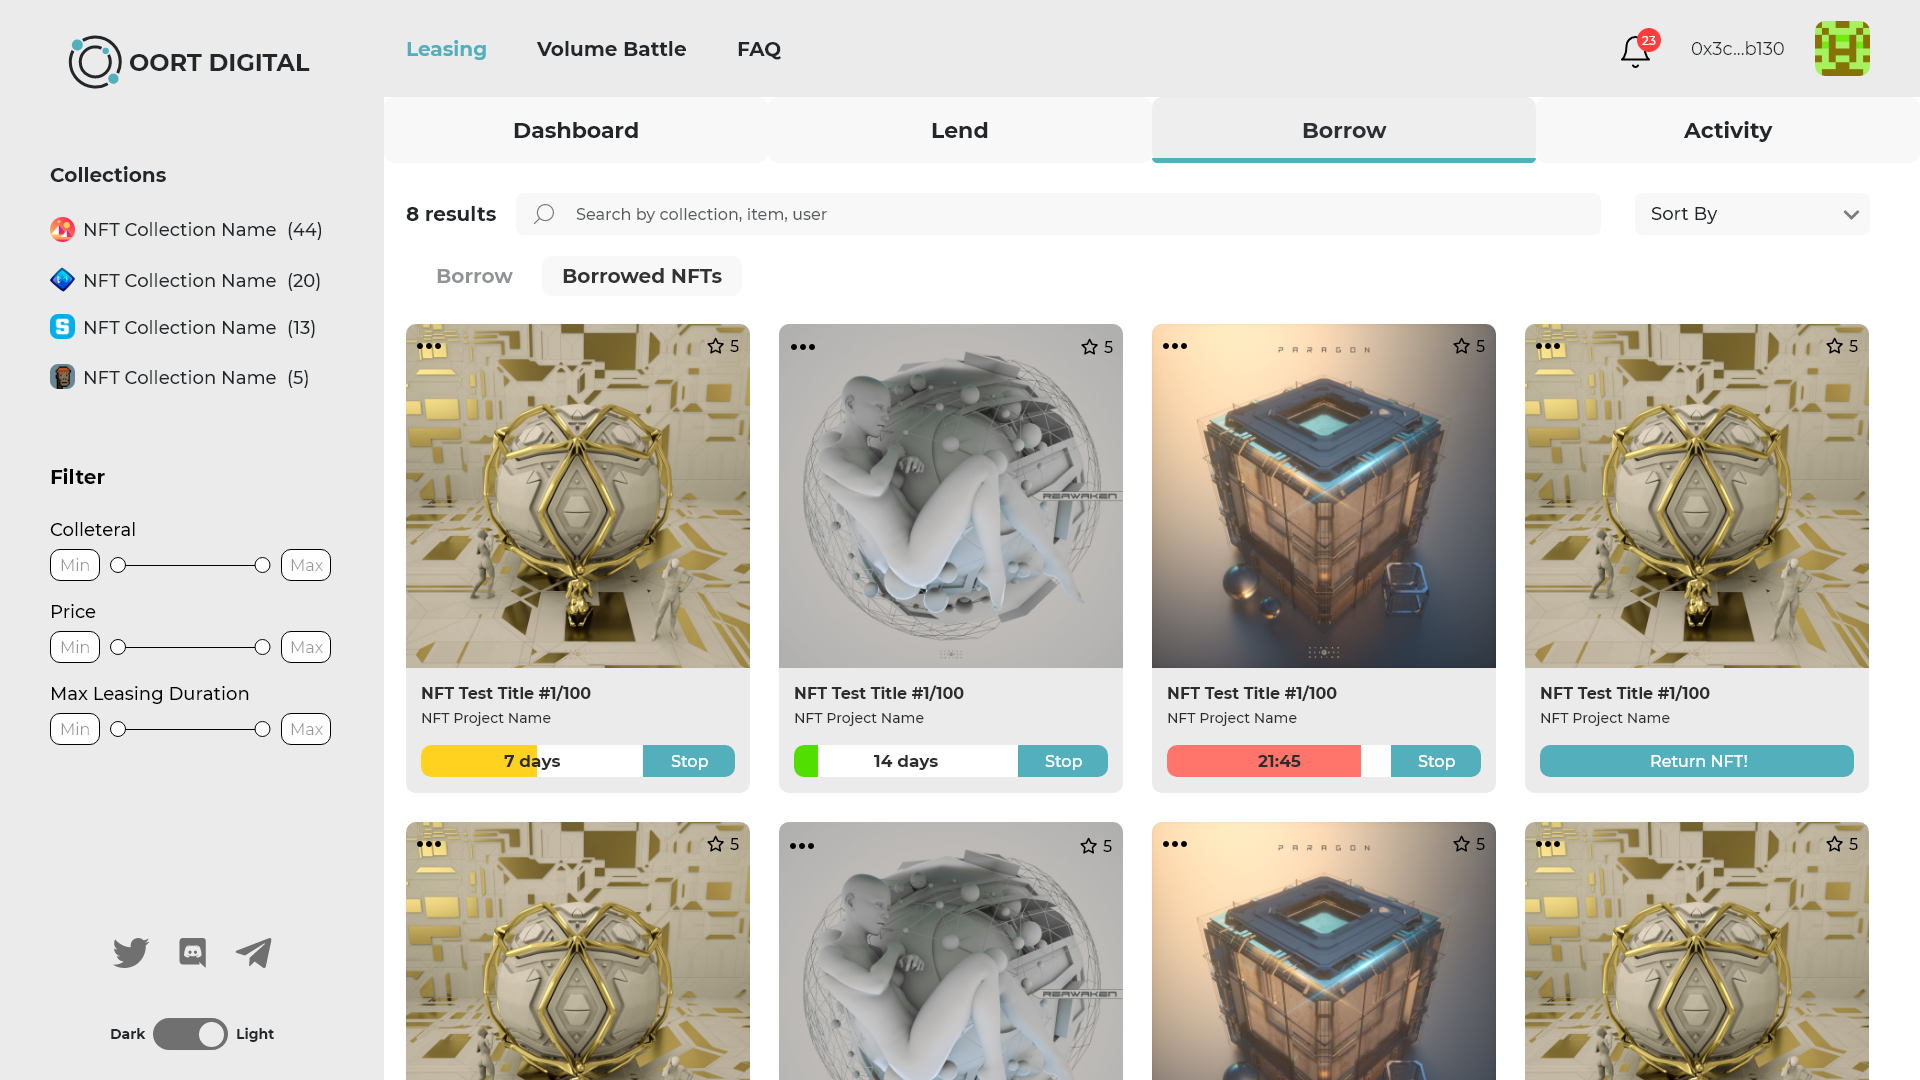 OORT DIGITAL
Leasing
Volume Battle
FAQ
23
0x3c...b130
Dashboard
Lend
Borrow
Activity
Collections
NFT Collection Name (44)
NFT Collection Name (20)
NFT Collection Name (13)
NFT Collection Name (5)
Filter
Colleteral
Min
Max
Price
Min
Max
Max Leasing Duration
Min
Max
Dark
Light
8 results
Search by collection, item, user
Sort By
Borrow
Borrowed NFTs
5
NFT Test Title #1/100
NFT Project Name
7 days
Stop
5
REAWAKEN
NFT Test Title #1/100
NFT Project Name
14 days
Stop
PARAGON
5
NFT Test Title #1/100
NFT Project Name
21:45
Stop
5
NFT Test Title #1/100
NFT Project Name
Return NFT!
5
5
REAWAKEN
PARAGON
5
5